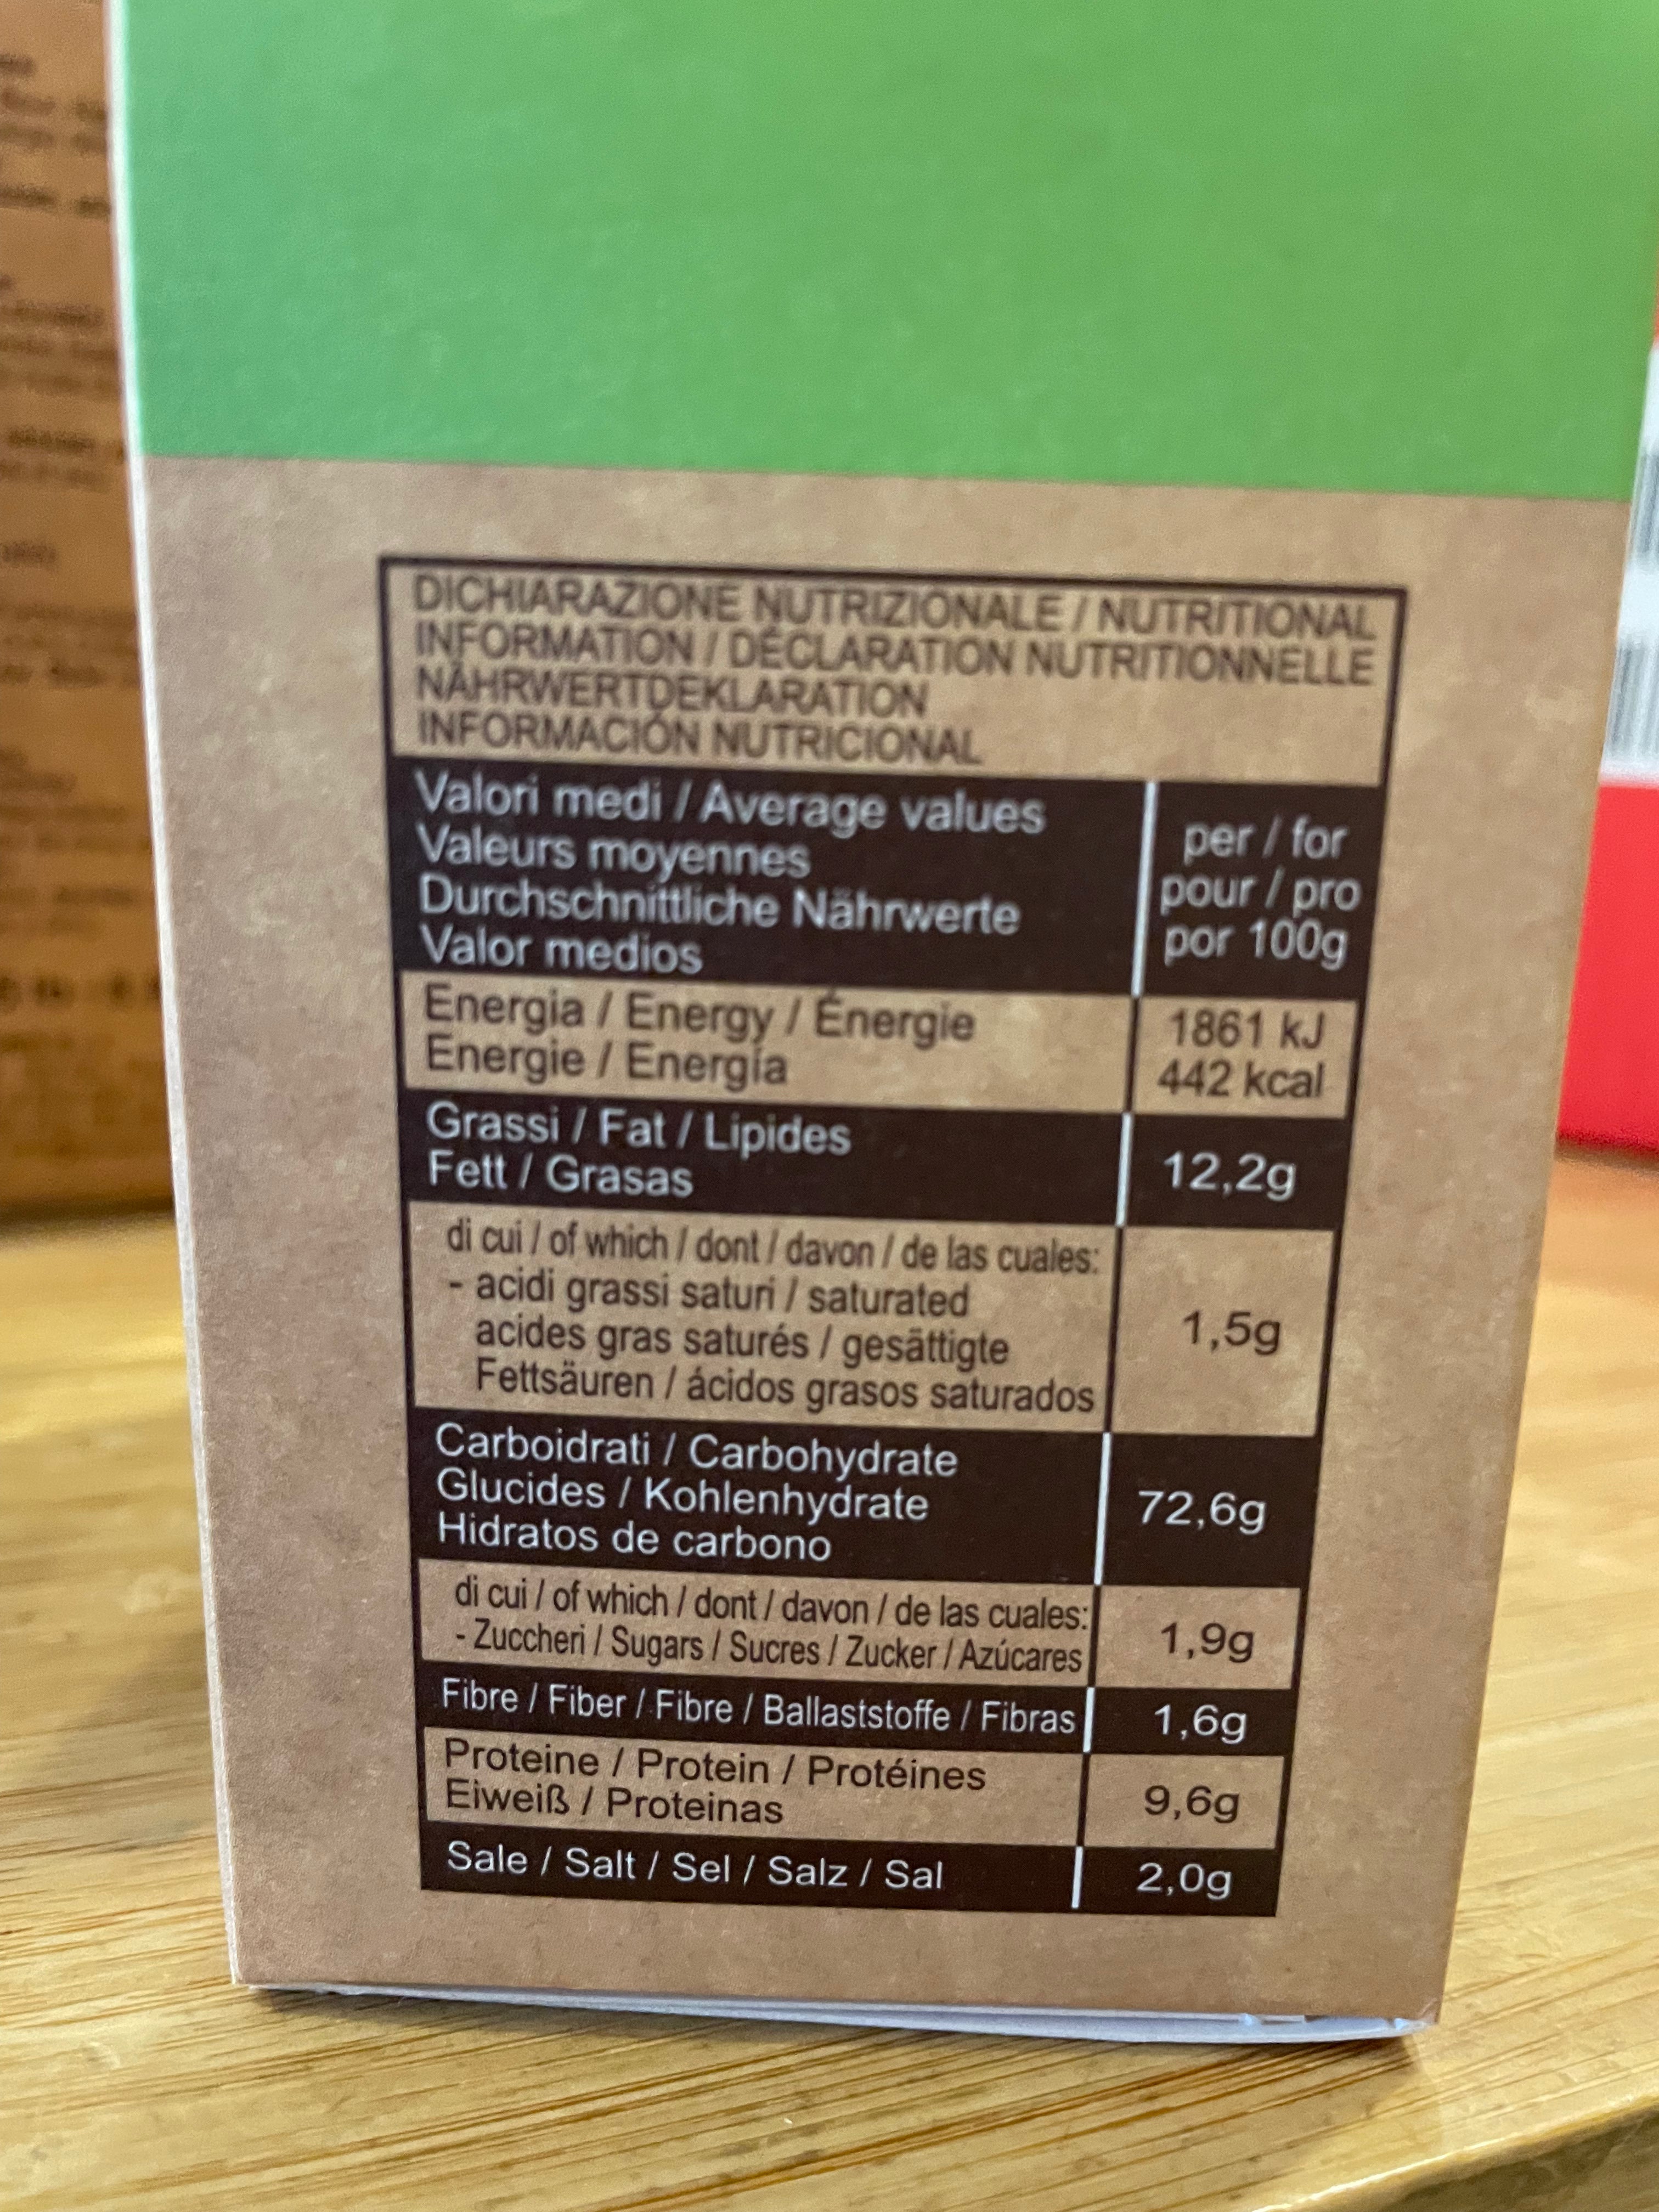 DICHIARAZIONE NUTRIZIONALE / NUTRITIONAL
INFORMATION / DÉCLARATION NUTRITIONNELLE
NÄHRWERTDEKLARATION
INFORMACIÓN NUTRICIONAL
Valori medi / Average values
Valeurs moyennes
Durchschnittliche Nährwerte
Valor medios
per / for
pour / pro
por 100g
Energia / Energy / Énergie
Energie / Energía
1861 kJ
442 kcal
Grassi / Fat / Lipides
Fett / Grasas
12,2g
di cui / of which / dont / davon / de las cuales:
- acidi grassi saturi / saturated
acides gras saturés / gesättigte
Fettsäuren / ácidos grasos saturados
1,5g
Carboidrati / Carbohydrate
Glucides / Kohlenhydrate
Hidratos de carbono
72,6g
di cui / of which / dont / davon / de las cuales:
- Zuccheri / Sugars / Sucres / Zucker / Azúcares
1,9g
Fibre / Fiber / Fibre / Ballaststoffe / Fibras
1,6g
Proteine / Protein / Protéines
Eiweiß / Proteinas
9,6g
Sale / Salt / Sel / Salz / Sal
2,0g